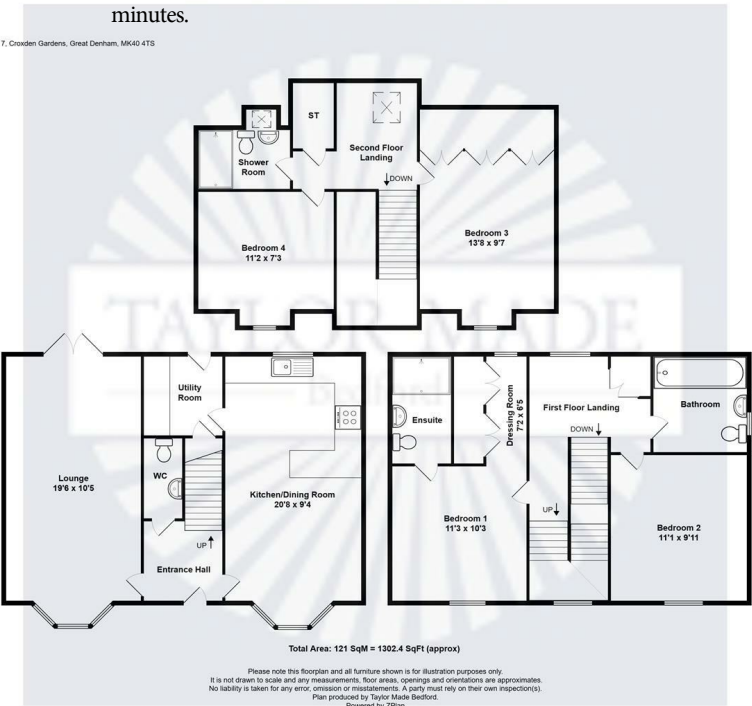 minutes.
7, Croxden Gardens, Great Denham, MK40 4TS
ST
Second Floor
Landing
Shower
Room
DOWN
Bedroom 3
13'8 x 9'7
Bedroom 4
11'2 x 7'3
TAYLOR MADE
Bedford
Utility
Room
WC
Lounge
19'6 x 10'5
Kitchen/Dining Room
20'8 x 9'4
UP
Entrance Hall
Ensuite
Dressing Room
7'2 x 6'5
First Floor Landing
Bathroom
DOWN
UP
Bedroom 1
11'3 x 10'3
Bedroom 2
11'1 x 9'11
Total Area: 121 SqM = 1302.4 SqFt (approx)
Please note this floorplan and all furniture shown is for illustration purposes only.
It is not drawn to scale and any measurements, floor areas, openings and orientations are approximates.
No liability is taken for any error, omission or misstatements. A party must rely on their own inspection(s).
Plan produced by Taylor Made Bedford.
Powered by ZPlan